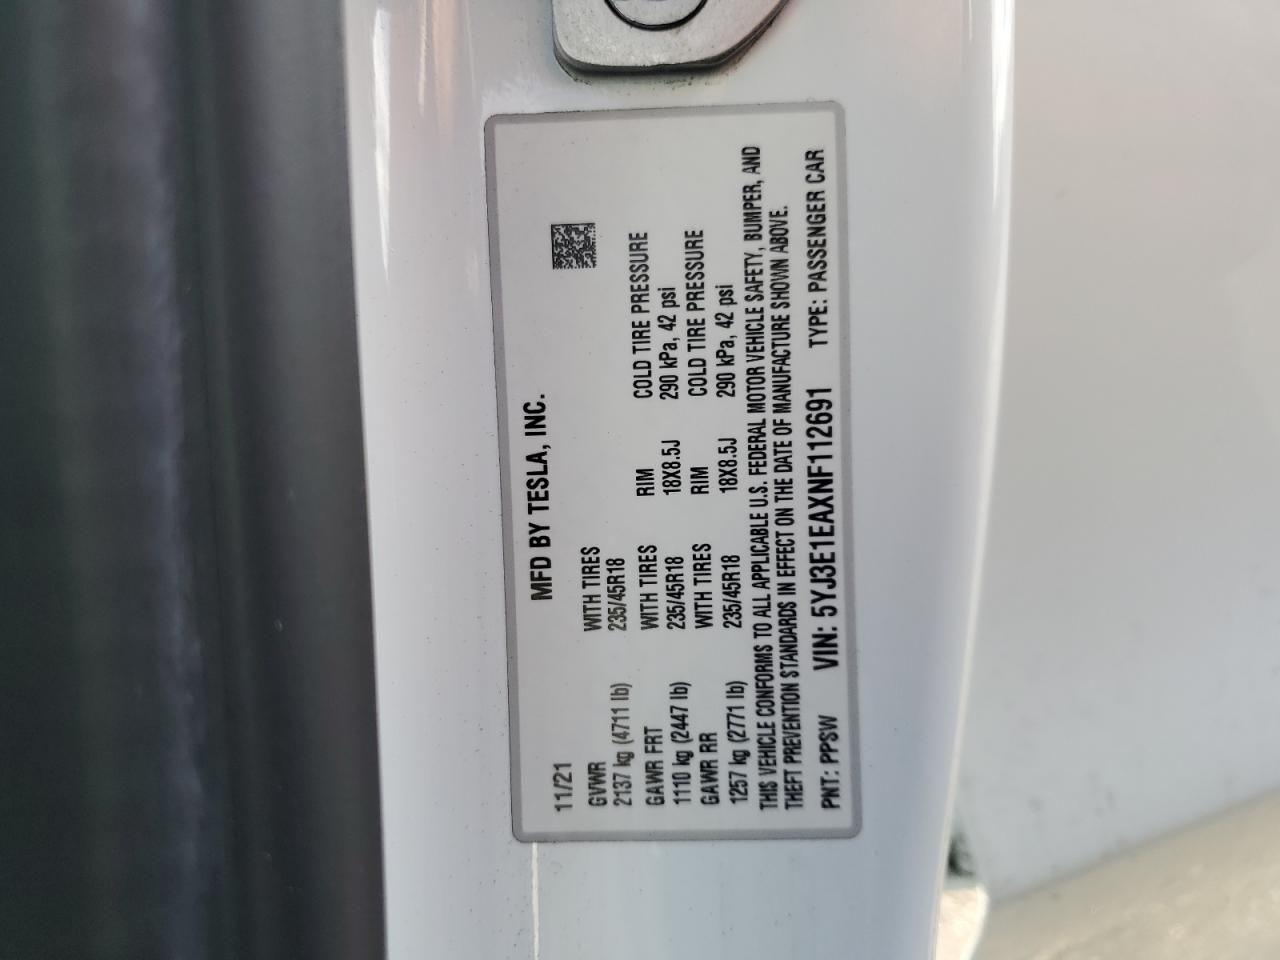 MFD BY TESLA, INC.
11/21
GVWR WITH TIRES
2137 kg (4711 lb) 235/45R18
GAWR FRT WITH TIRES RIM COLD TIRE PRESSURE
1110 kg (2447 lb) 235/45R18 18X8.5J 290 kPa, 42 psi
GAWR RR WITH TIRES RIM COLD TIRE PRESSURE
1257 kg (2771 lb) 235/45R18 18X8.5J 290 kPa, 42 psi
THIS VEHICLE CONFORMS TO ALL APPLICABLE U.S. FEDERAL MOTOR VEHICLE SAFETY, BUMPER, AND
THEFT PREVENTION STANDARDS IN EFFECT ON THE DATE OF MANUFACTURE SHOWN ABOVE.
PNT: PPSW VIN: 5YJ3E1EAXNF112691 TYPE: PASSENGER CAR